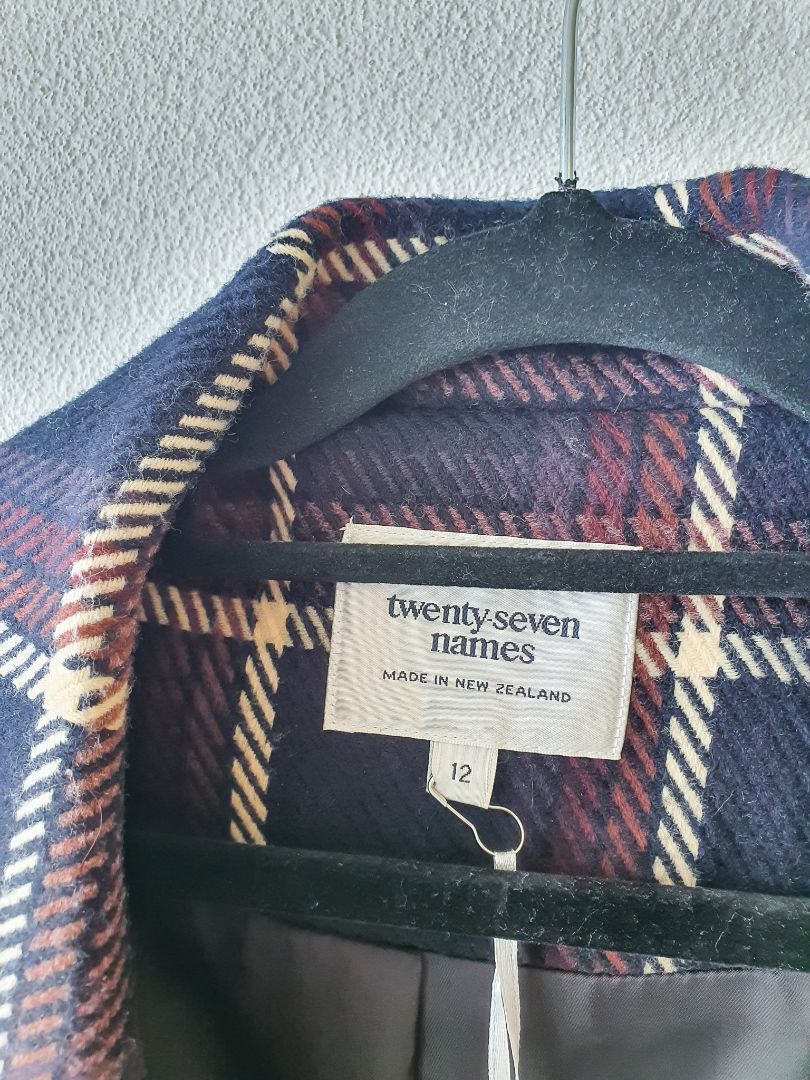 twenty-seven
names
MADE IN NEW ZEALAND
12